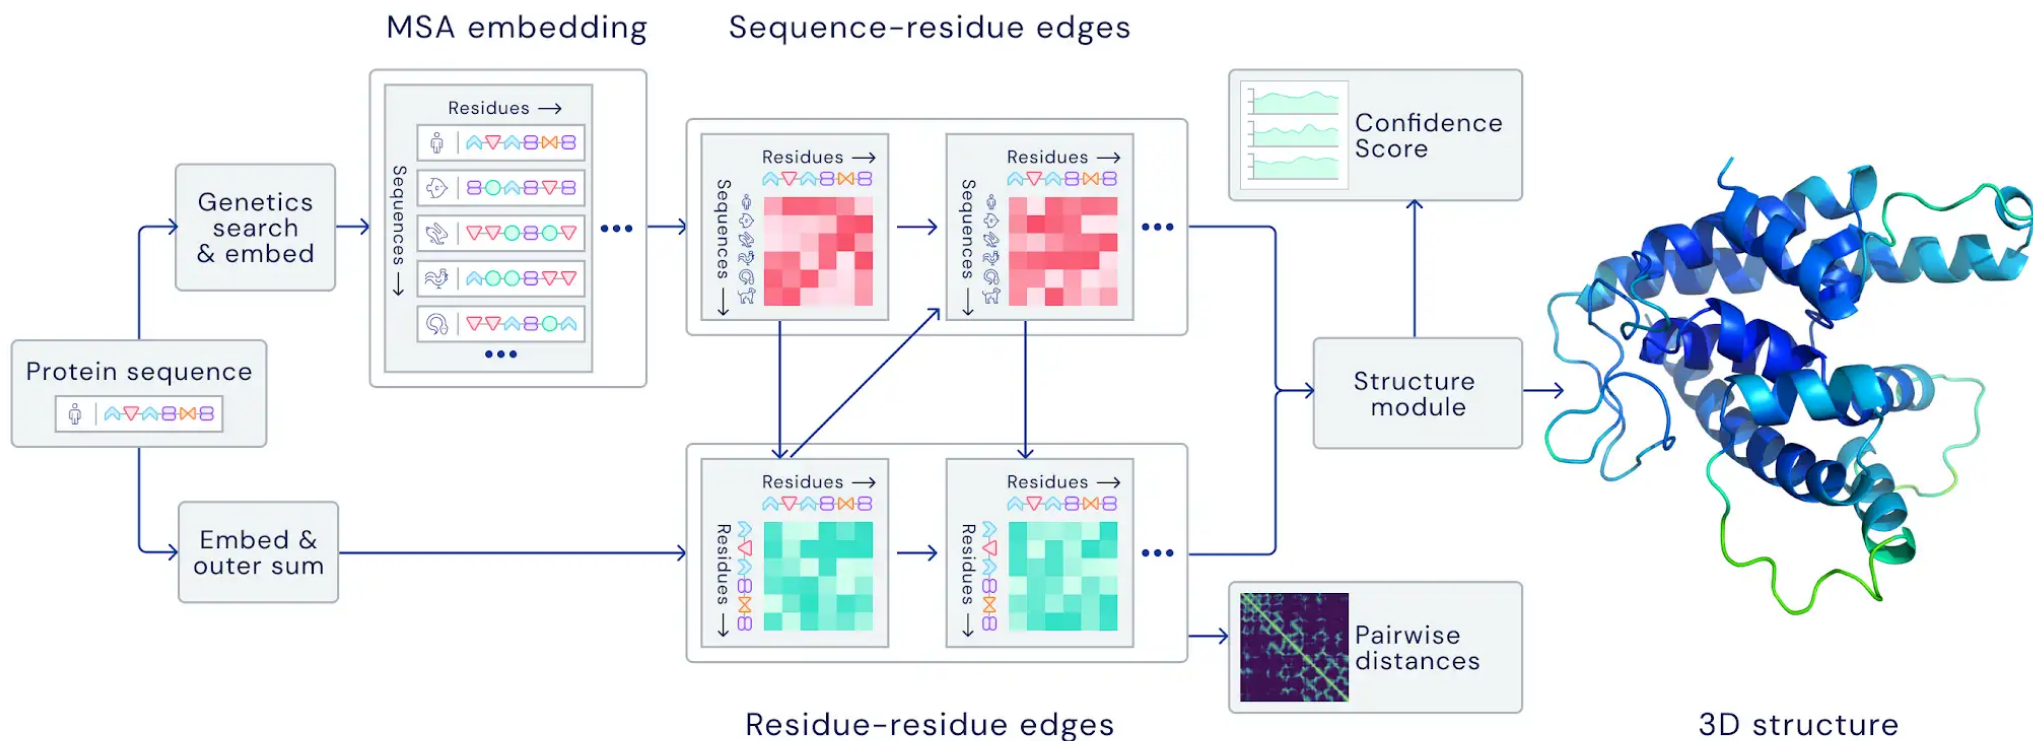 MSA embedding
Sequence-residue edges
Residues →
Sequences →
Residues →
Sequences →
Residues →
Sequences →
Confidence
Score
Genetics
search
& embed
Protein sequence
Structure
module
Embed &
outer sum
Residues →
Residues →
Residues →
Residues →
Pairwise
distances
Residue-residue edges
3D structure